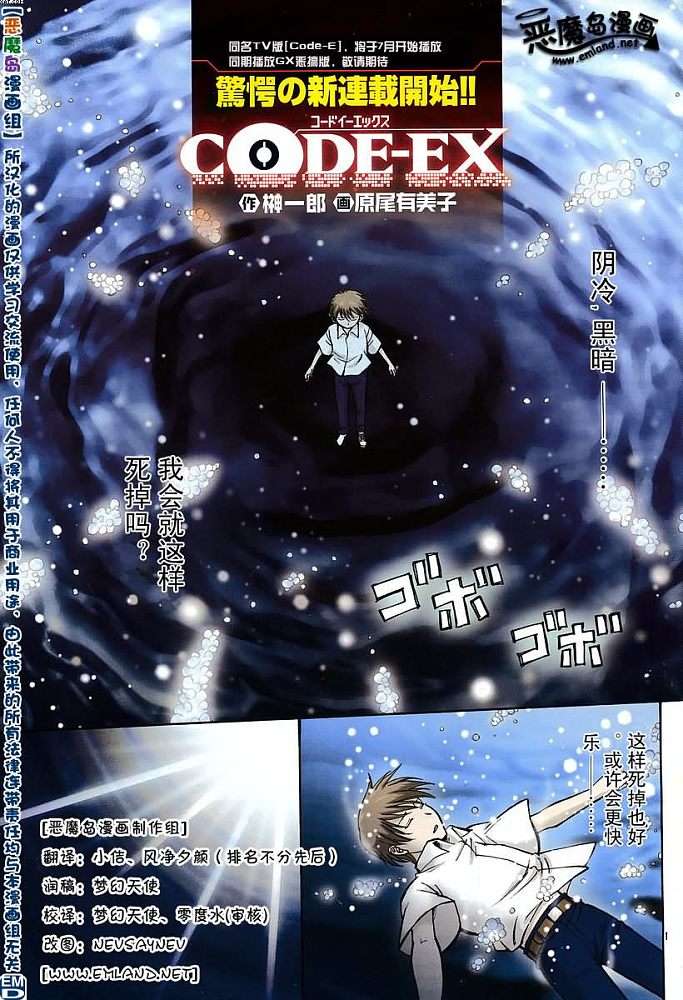 同名TV版[Code-E]，狗子7月开始播放
同期播放GX恶搞版，敬请期待
驚愕の新連載開始!!
コードイーエックス
CODE-EX
作 榊一郎 画 原尾有美子
恶魔岛漫画
www.emland.net
阴冷，黑暗——……
我会就这样
死掉吗？
ゴボ
ゴボ
这样死掉也好
或许会更快
乐……
[恶魔岛漫画制作组]
翻译：小信、风净夕颜（排名不分先后）
润稿：梦幻天使
校译：梦幻天使、零度水(审核)
改图：NEVSAYNEV
[WWW.EMLAND.NET]
1
【恶魔岛漫画组】所汉化的漫画仅供学习交流使用，任何人不得将其用于商业用途，由此带来的所有法律连带责任均与本漫画组无关
EMD